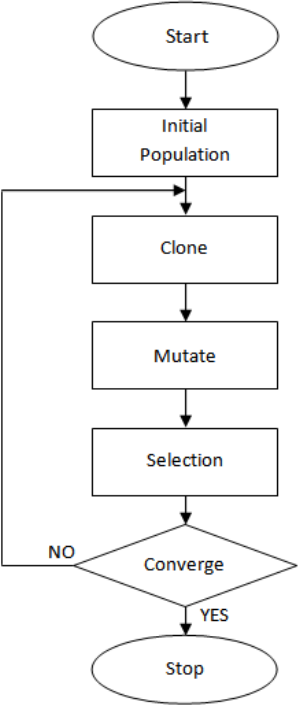 Start
Initial
Population
Clone
Mutate
Selection
Converge
NO
YES
Stop